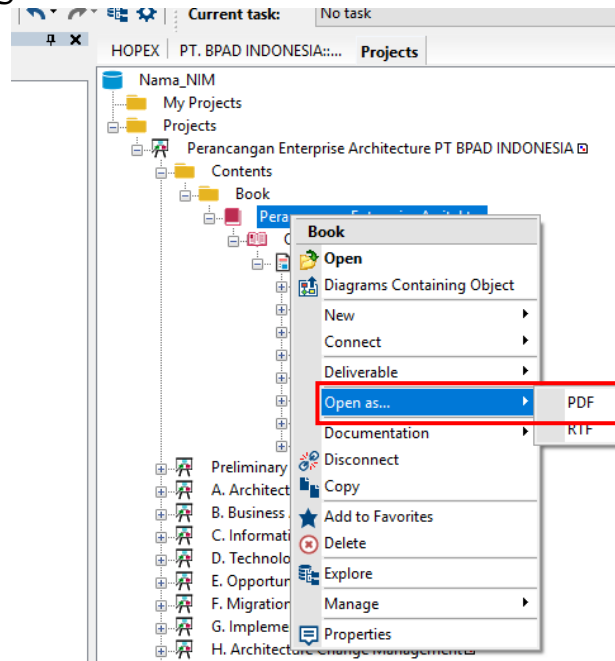 Current task: No task
HOPEX PT. BPAD INDONESIA::... Projects
Nama_NIM
My Projects
Projects
Perancangan Enterprise Architecture PT BPAD INDONESIA
Contents
Book
Book
Open
Diagrams Containing Object
New
Connect
Deliverable
Open as...
PDF
RTF
Documentation
Disconnect
Copy
Add to Favorites
Delete
Explore
Manage
Properties
Preliminary
A. Architect
B. Business
C. Informati
D. Technolo
E. Opportun
F. Migration
G. Impleme
H. Architecture Change Management